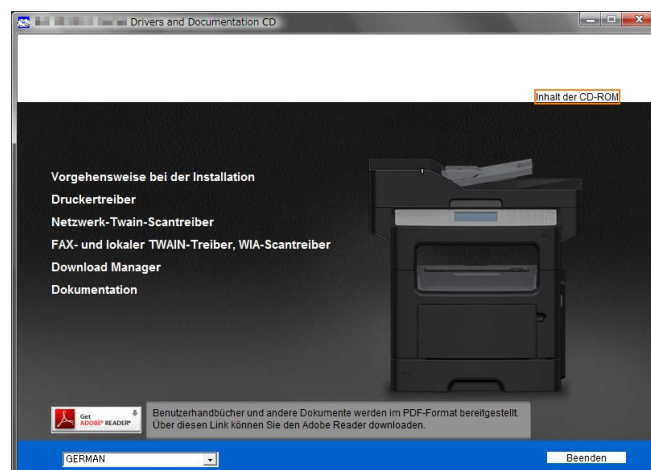 Drivers and Documentation CD
Inhalt der CD-ROM
Vorgehensweise bei der Installation
Druckertreiber
Netzwerk-Twain-Scantreiber
FAX- und lokaler TWAIN-Treiber, WIA-Scantreiber
Download Manager
Dokumentation
Get
ADOBE® READER®
Benutzerhandbücher und andere Dokumente werden im PDF-Format bereitgestellt.
Über diesen Link können Sie den Adobe Reader downloaden.
GERMAN
Beenden